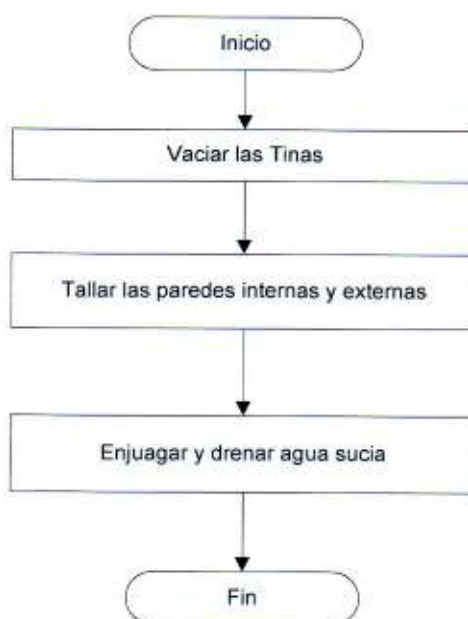 Inicio
Vaciar las Tinas
Tallar las paredes internas y externas
Enjuagar y drenar agua sucia
Fin